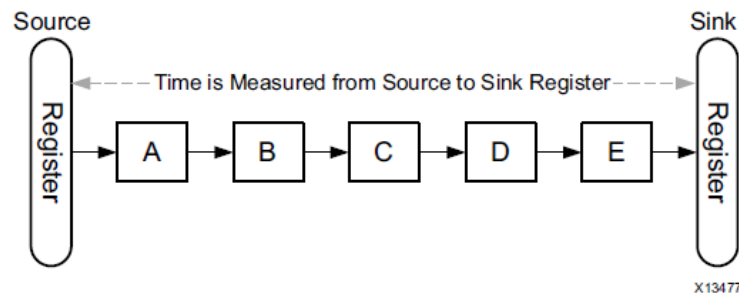 Source
Sink
Time is Measured from Source to Sink Register
Register
A
B
C
D
E
Register
X13477